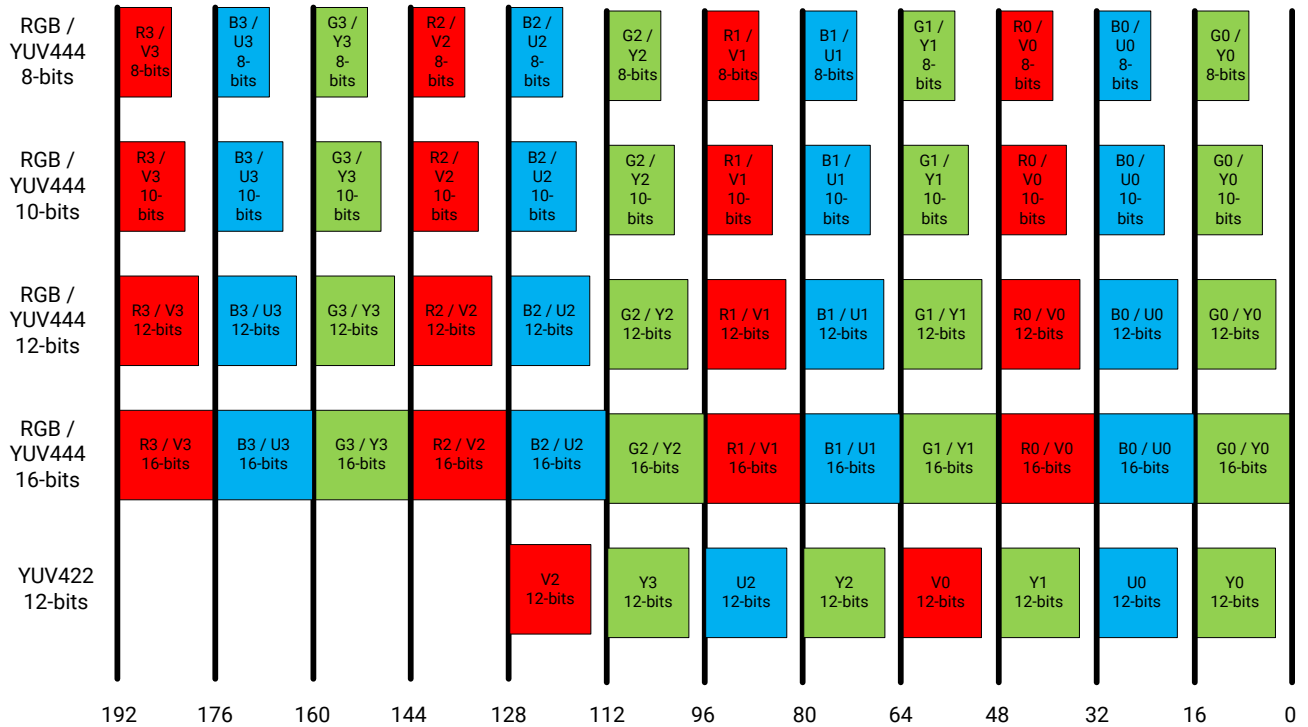 RGB /
YUV444
8-bits
R3 /
V3
8-bits
B3 /
U3
8-
bits
G3 /
Y3
8-
bits
R2 /
V2
8-
bits
B2 /
U2
8-
bits
G2 /
Y2
8-bits
R1 /
V1
8-bits
B1 /
U1
8-bits
G1 /
Y1
8-
bits
R0 /
V0
8-
bits
B0 /
U0
8-
bits
G0 /
Y0
8-bits
RGB /
YUV444
10-bits
R3 /
V3
10-
bits
B3 /
U3
10-
bits
G3 /
Y3
10-
bits
R2 /
V2
10-
bits
B2 /
U2
10-
bits
G2 /
Y2
10-
bits
R1 /
V1
10-
bits
B1 /
U1
10-
bits
G1 /
Y1
10-
bits
R0 /
V0
10-
bits
B0 /
U0
10-
bits
G0 /
Y0
10-
bits
RGB /
YUV444
12-bits
R3 / V3
12-bits
B3 / U3
12-bits
G3 / Y3
12-bits
R2 / V2
12-bits
B2 / U2
12-bits
G2 / Y2
12-bits
R1 / V1
12-bits
B1 / U1
12-bits
G1 / Y1
12-bits
R0 / V0
12-bits
B0 / U0
12-bits
G0 / Y0
12-bits
RGB /
YUV444
16-bits
R3 / V3
16-bits
B3 / U3
16-bits
G3 / Y3
16-bits
R2 / V2
16-bits
B2 / U2
16-bits
G2 / Y2
16-bits
R1 / V1
16-bits
B1 / U1
16-bits
G1 / Y1
16-bits
R0 / V0
16-bits
B0 / U0
16-bits
G0 / Y0
16-bits
YUV422
12-bits
V2
12-bits
Y3
12-bits
U2
12-bits
Y2
12-bits
V0
12-bits
Y1
12-bits
U0
12-bits
Y0
12-bits
192 176 160 144 128 112 96 80 64 48 32 16 0